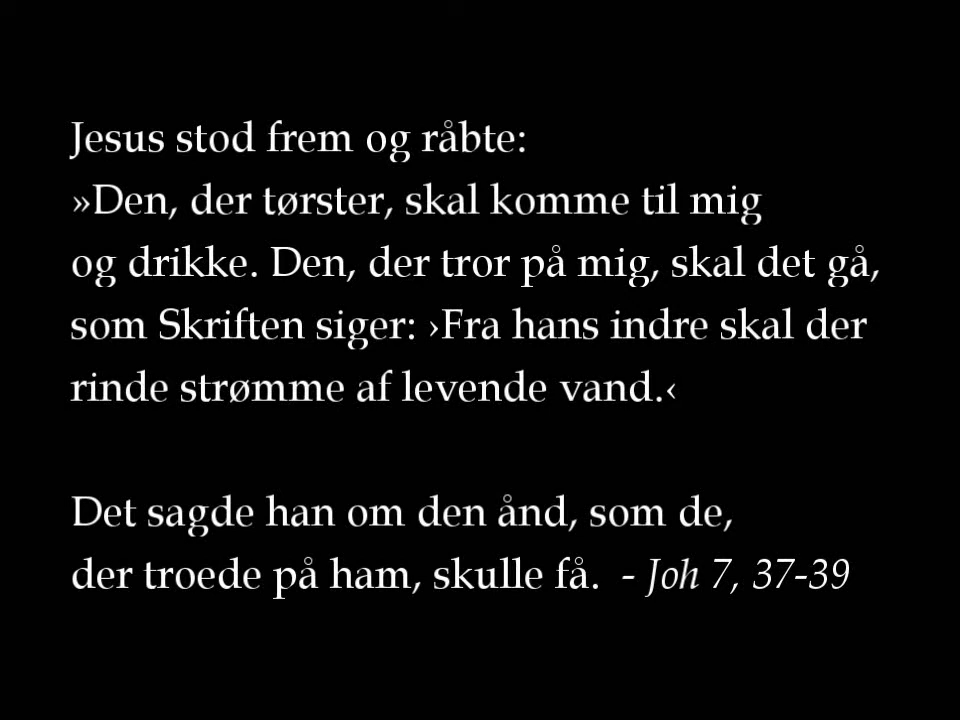 Jesus stod frem og råbte:
»Den, der tørster, skal komme til mig
og drikke. Den, der tror på mig, skal det gå,
som Skriften siger: ›Fra hans indre skal der
rinde strømme af levende vand.‹
Det sagde han om den ånd, som de,
der troede på ham, skulle få. - Joh 7, 37-39